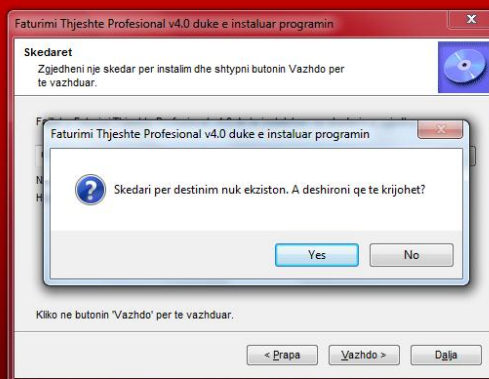 Faturimi Thjeshte Profesional v4.0 duke e instaluar programin
x
Skedaret
Zgjedheni nje skedar per instalim dhe shtypni butonin Vazhdo per
te vazhduar.
Faturimi Thjeshte Profesional v4.0 duke e instaluar programin
x
Skedari per destinim nuk ekziston. A deshironi qe te krijohet?
Yes
No
Kliko ne butonin 'Vazhdo' per te vazhduar.
< Prapa
Vazhdo >
Dalja